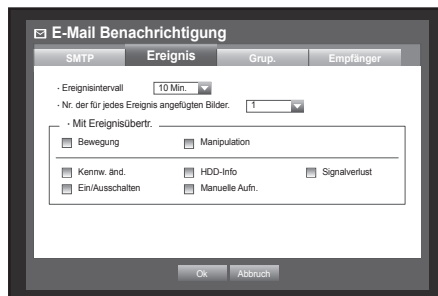 E-Mail Benachrichtigung
SMTP Ereignis Grup. Empfänger
· Ereignisintervall 10 Min.
· Nr. der für jedes Ereignis angefügten Bilder. 1
· Mit Ereignisübertr.
Bewegung Manipulation
Kennw. änd. HDD-Info Signalverlust
Ein/Ausschalten Manuelle Aufn.
Ok Abbruch